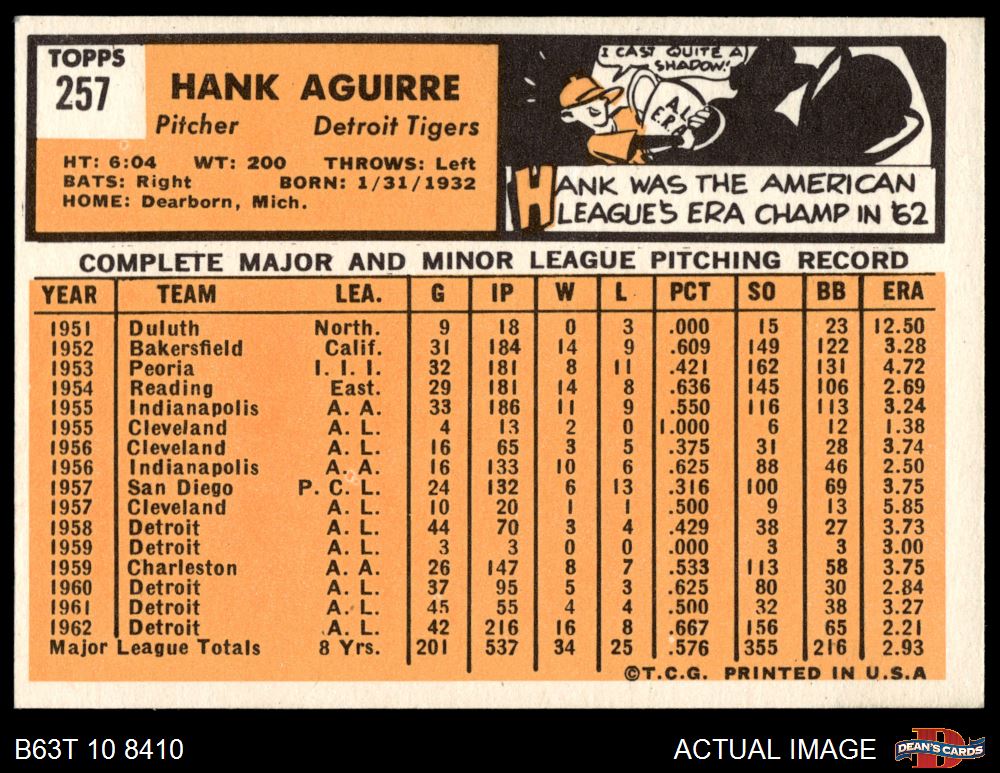 TOPPS
257
HANK AGUIRRE
Pitcher Detroit Tigers
HT: 6:04 WT: 200 THROWS: Left
BATS: Right BORN: 1/31/1932
HOME: Dearborn, Mich.
I CAST QUITE A
SHADOW!
A.L.
ERA
HANK WAS THE AMERICAN
LEAGUE'S ERA CHAMP IN '62
COMPLETE MAJOR AND MINOR LEAGUE PITCHING RECORD
YEAR TEAM LEA. G IP W L PCT SO BB ERA
1951 Duluth North. 9 18 0 3 .000 15 23 12.50
1952 Bakersfield Calif. 31 184 14 9 .609 149 122 3.28
1953 Peoria I. I. I. 32 181 8 11 .421 162 131 4.72
1954 Reading East. 29 181 14 8 .636 145 106 2.69
1955 Indianapolis A. A. 33 186 11 9 .550 116 113 3.24
1955 Cleveland A. L. 4 13 2 0 1.000 6 12 1.38
1956 Cleveland A. L. 16 65 3 5 .375 31 28 3.74
1956 Indianapolis A. A. 16 133 10 6 .625 88 46 2.50
1957 San Diego P. C. L. 24 132 6 13 .316 100 69 3.75
1957 Cleveland A. L. 10 20 1 1 .500 9 13 5.85
1958 Detroit A. L. 44 70 3 4 .429 38 27 3.73
1959 Detroit A. L. 3 3 0 0 .000 3 3 3.00
1959 Charleston A. A. 26 147 8 7 .533 113 58 3.75
1960 Detroit A. L. 37 95 5 3 .625 80 30 2.84
1961 Detroit A. L. 45 55 4 4 .500 32 38 3.27
1962 Detroit A. L. 42 216 16 8 .667 156 65 2.21
Major League Totals 8 Yrs. 201 537 34 25 .576 355 216 2.93
©T.C.G. PRINTED IN U.S.A
B63T 10 8410 ACTUAL IMAGE D DEAN'S CARDS